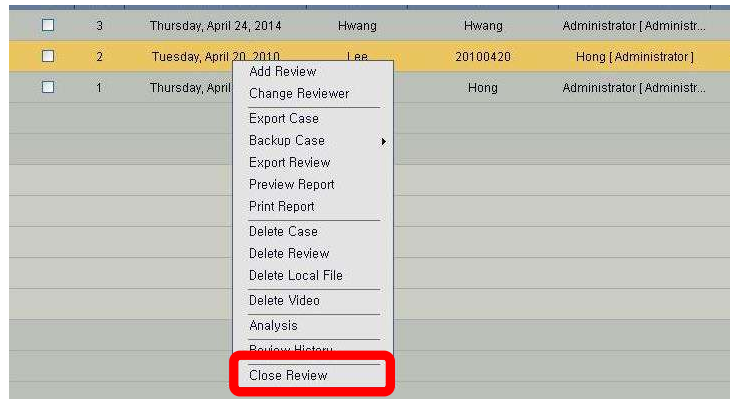 3 Thursday, April 24, 2014 Hwang Hwang Administrator [ Administr...
2 Tuesday, April 20, 2010 Lee 20100420 Hong [ Administrator ]
1 Thursday, April Hong Administrator [ Administr...
Add Review
Change Reviewer
Export Case
Backup Case
Export Review
Preview Report
Print Report
Delete Case
Delete Review
Delete Local File
Delete Video
Analysis
Review History
Close Review